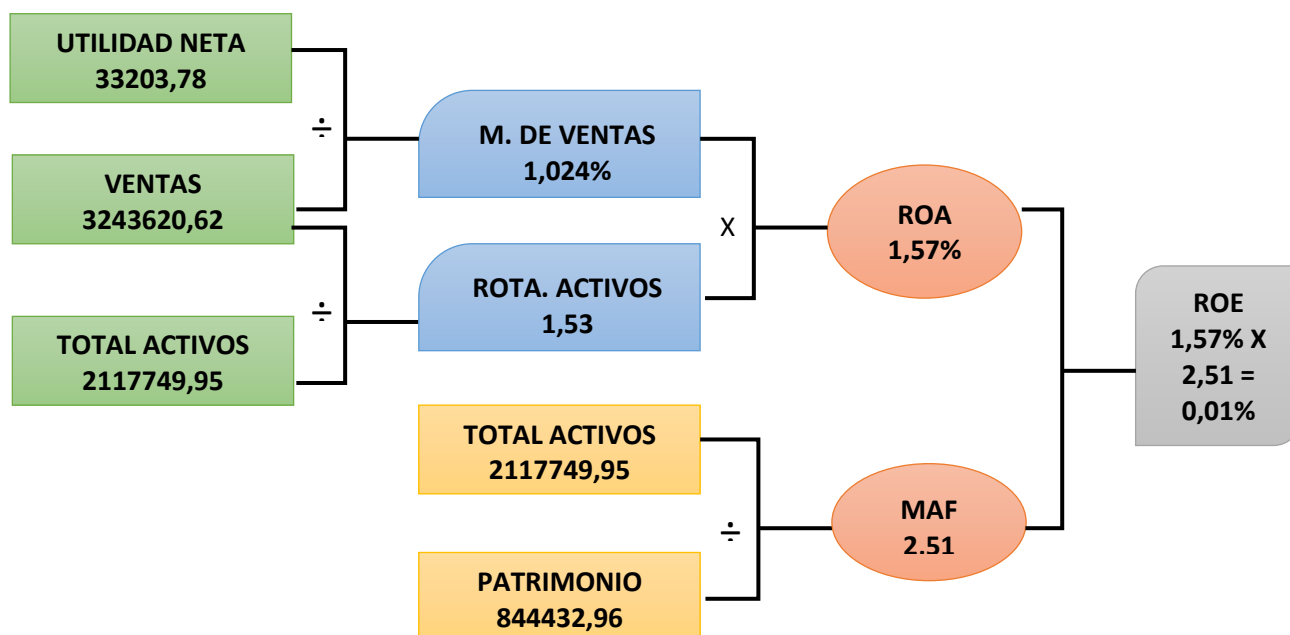 UTILIDAD NETA
33203,78
÷
VENTAS
3243620,62
÷
TOTAL ACTIVOS
2117749,95
M. DE VENTAS
1,024%
X
ROTA. ACTIVOS
1,53
ROA
1,57%
TOTAL ACTIVOS
2117749,95
÷
PATRIMONIO
844432,96
MAF
2.51
ROE
1,57% X
2,51 =
0,01%